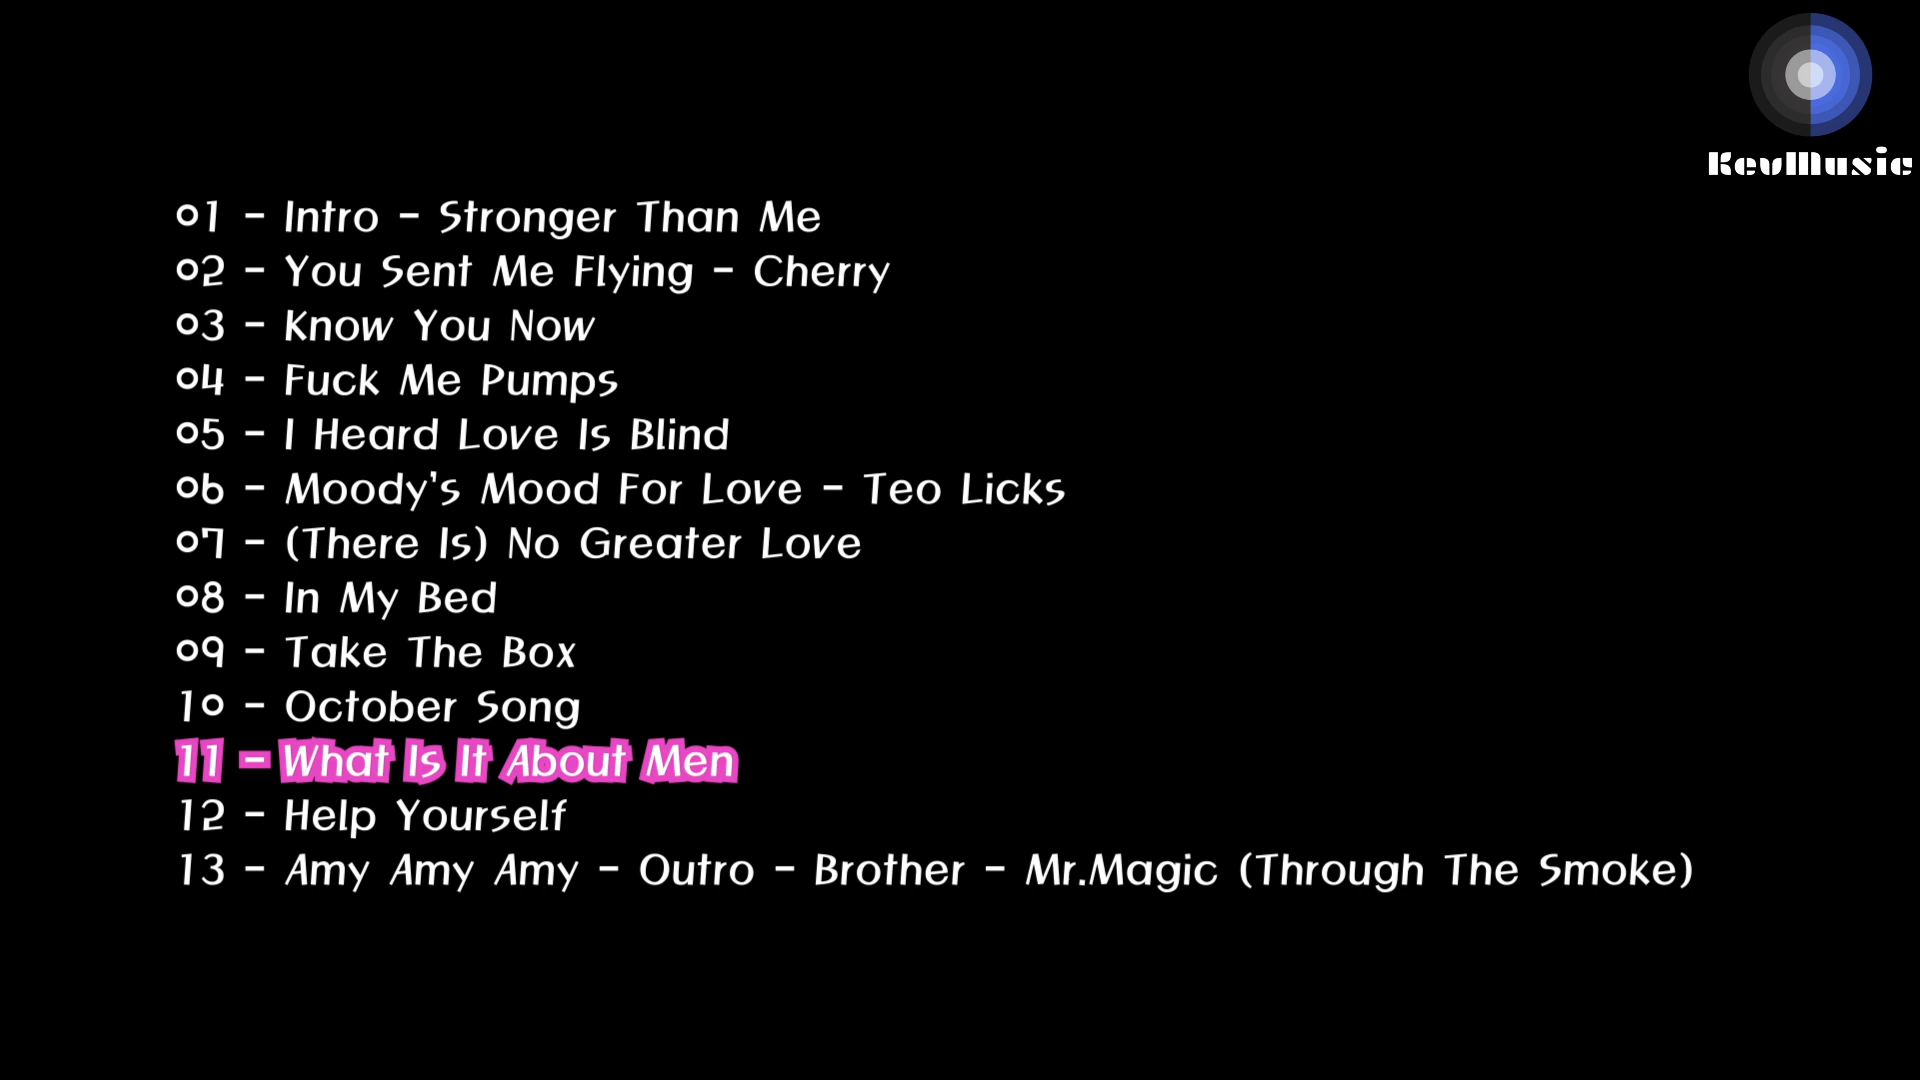 KevMusic
01 - Intro - Stronger Than Me
02 - You Sent Me Flying - Cherry
03 - Know You Now
04 - Fuck Me Pumps
05 - I Heard Love Is Blind
06 - Moody's Mood For Love - Teo Licks
07 - (There Is) No Greater Love
08 - In My Bed
09 - Take The Box
10 - October Song
11 - What Is It About Men
12 - Help Yourself
13 - Amy Amy Amy - Outro - Brother - Mr.Magic (Through The Smoke)